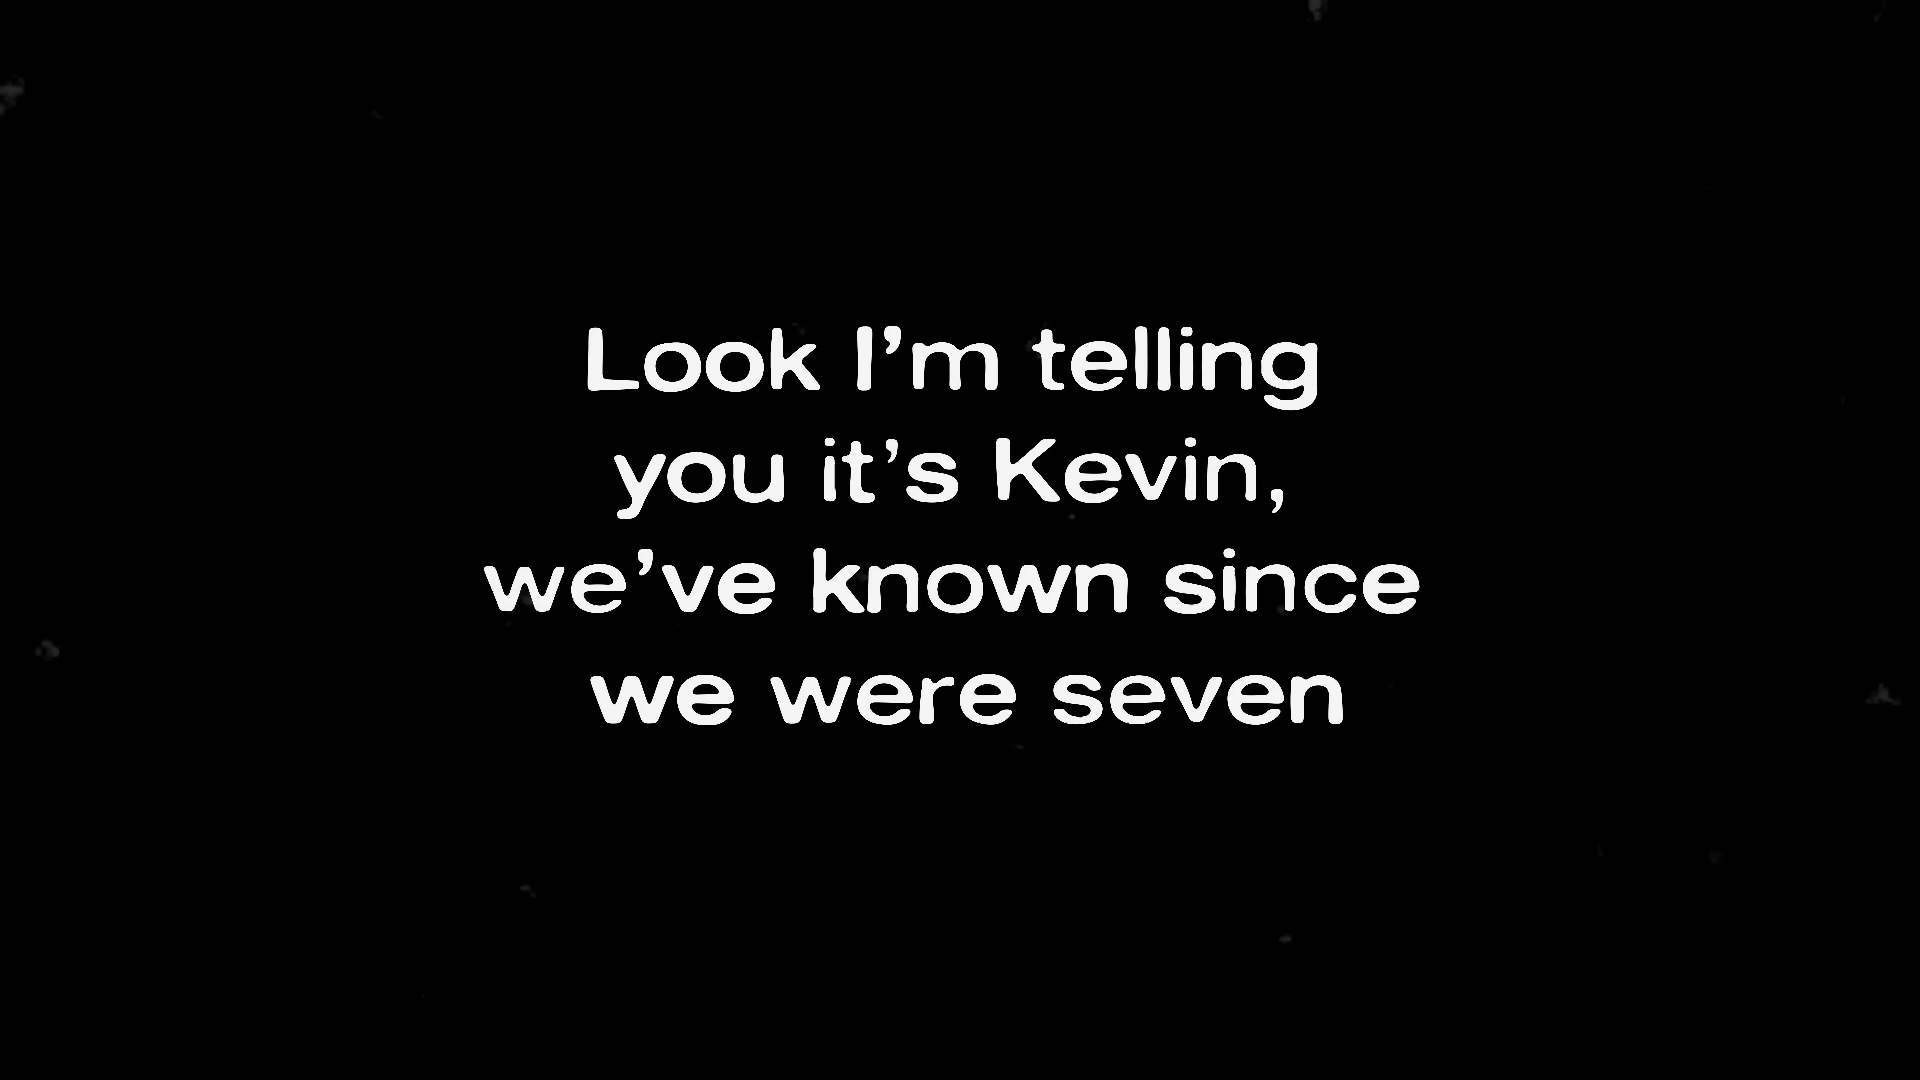 Look I’m telling
you it’s Kevin,
we’ve known since
we were seven